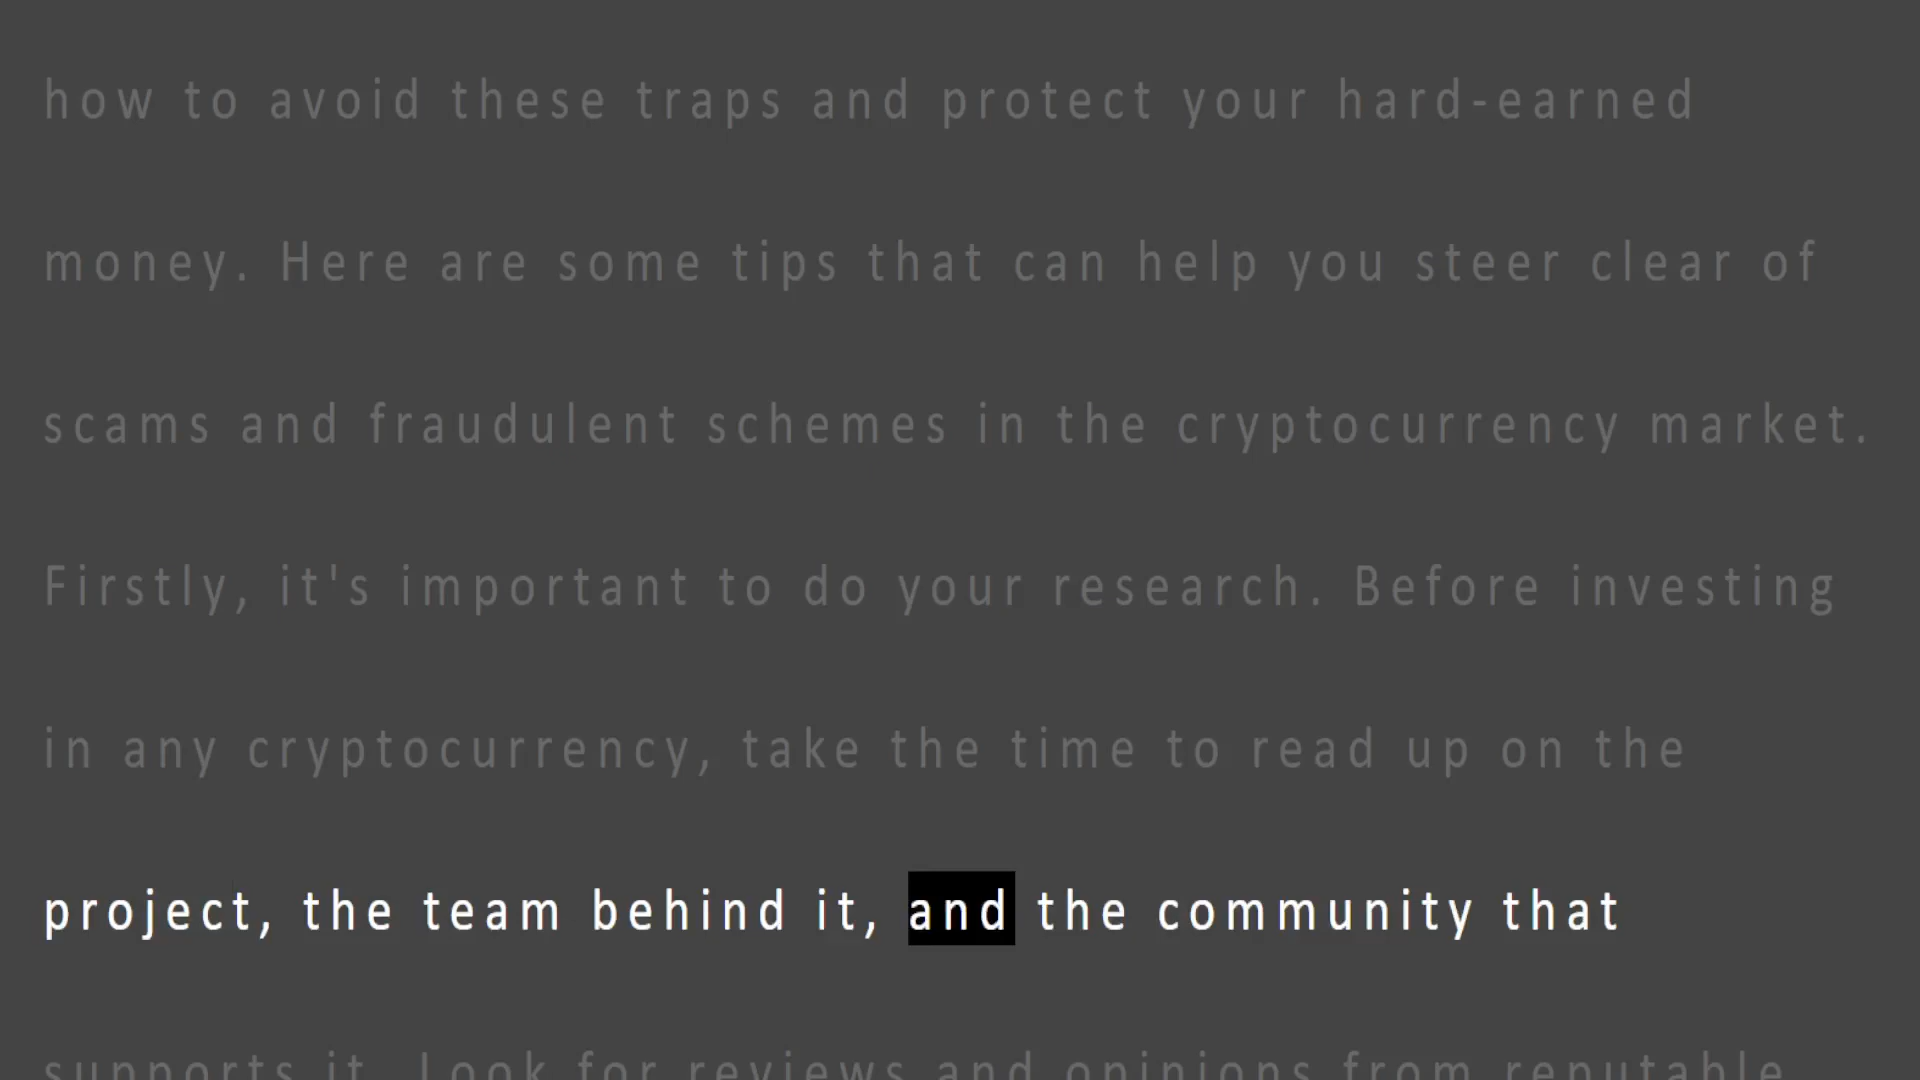 how to avoid these traps and protect your hard-earned
money. Here are some tips that can help you steer clear of
scams and fraudulent schemes in the cryptocurrency market.
Firstly, it's important to do your research. Before investing
in any cryptocurrency, take the time to read up on the
project, the team behind it, and the community that
supports it. Look for reviews and opinions from reputable